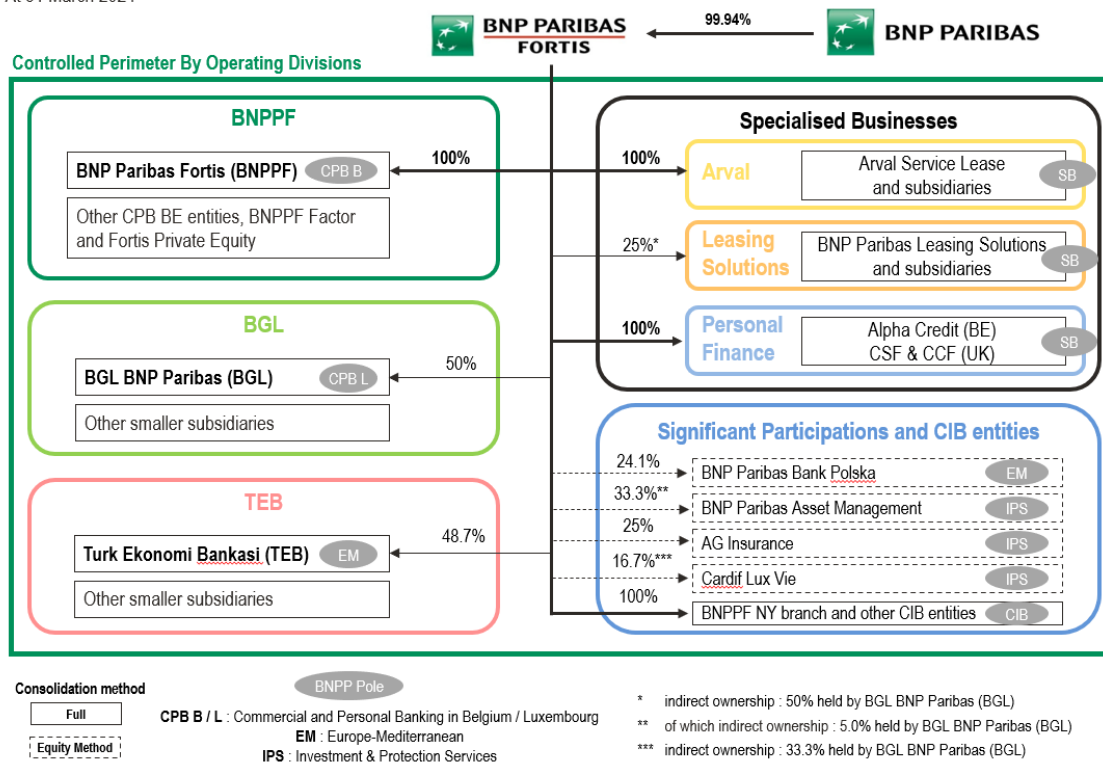 BNP PARIBAS
FORTIS
99.94%
BNP PARIBAS
Controlled Perimeter By Operating Divisions
BNPPF
BNP Paribas Fortis (BNPPF) CPB B
Other CPB BE entities, BNPPF Factor
and Fortis Private Equity
100%
BGL
BGL BNP Paribas (BGL) CPB L
Other smaller subsidiaries
50%
TEB
Turk Ekonomi Bankasi (TEB) EM
Other smaller subsidiaries
48.7%
Specialised Businesses
100%
Arval
Arval Service Lease
and subsidiaries
SB
25%*
Leasing
Solutions
BNP Paribas Leasing Solutions
and subsidiaries
SB
100%
Personal
Finance
Alpha Credit (BE)
CSF & CCF (UK)
SB
Significant Participations and CIB entities
24.1%
BNP Paribas Bank Polska EM
33.3%**
BNP Paribas Asset Management IPS
25%
AG Insurance IPS
16.7%***
Cardif Lux Vie IPS
100%
BNPPF NY branch and other CIB entities CIB
Consolidation method
Full
Equity Method
BNPP Pole
CPB B / L : Commercial and Personal Banking in Belgium / Luxembourg
EM : Europe-Mediterranean
IPS : Investment & Protection Services
* indirect ownership : 50% held by BGL BNP Paribas (BGL)
** of which indirect ownership : 5.0% held by BGL BNP Paribas (BGL)
*** indirect ownership : 33.3% held by BGL BNP Paribas (BGL)